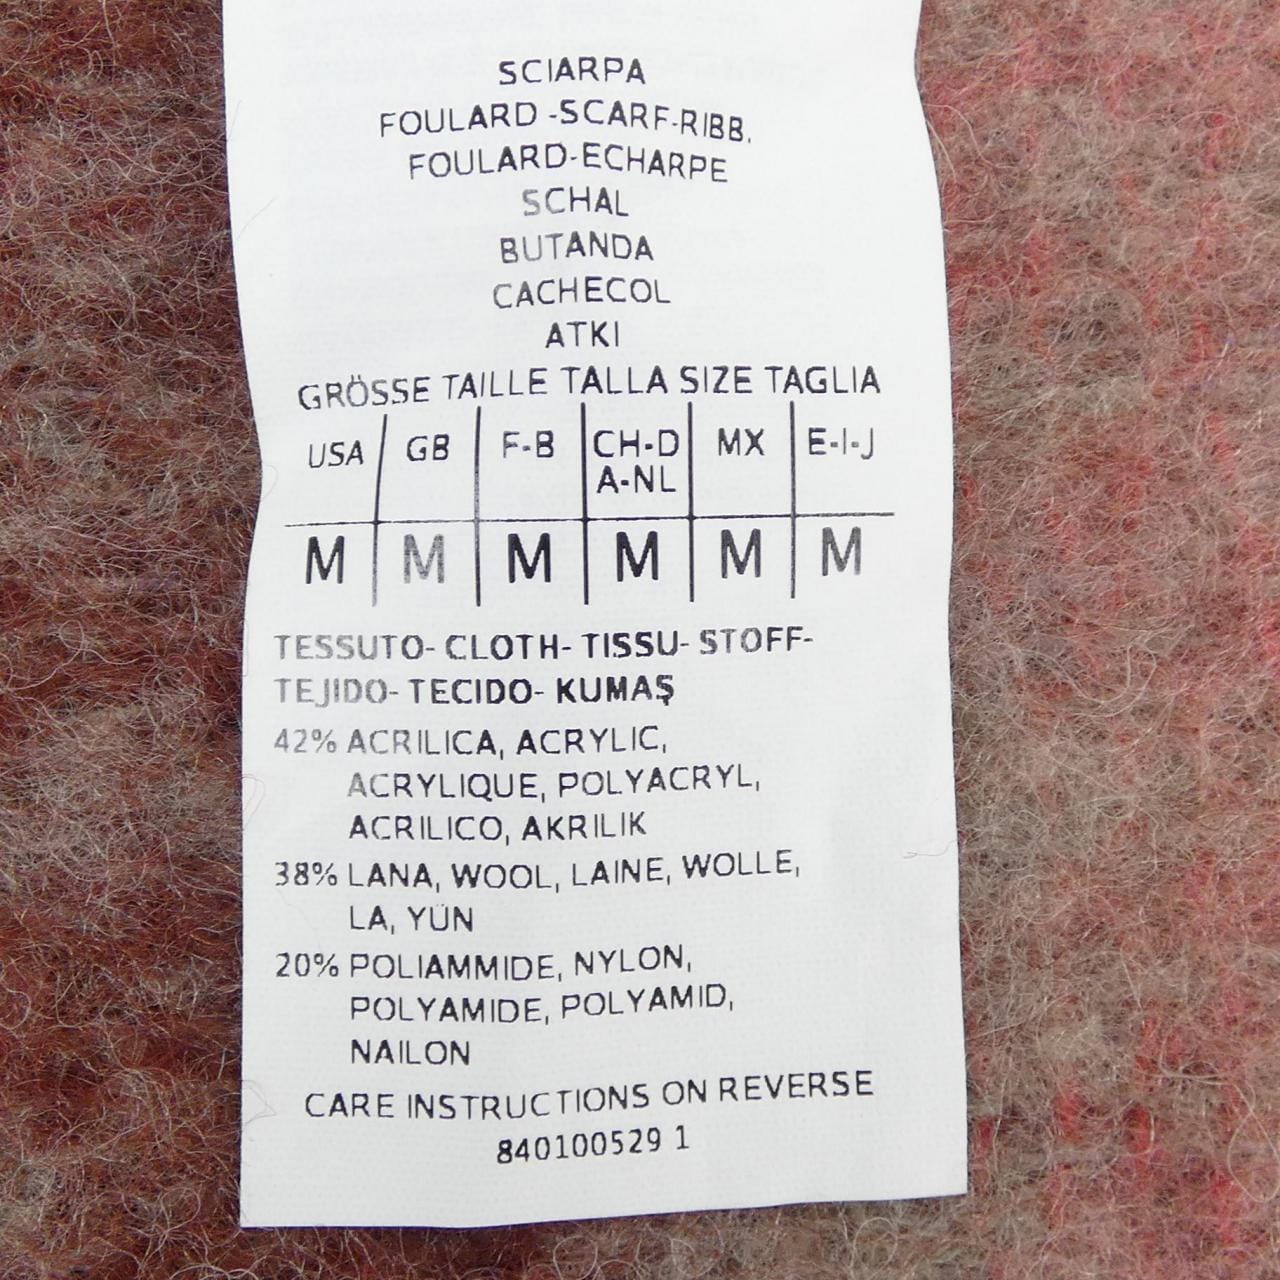 SCIARPA
FOULARD -SCARF-RIBB.
FOULARD-ECHARPE
SCHAL
BUTANDA
CACHECOL
ATKI
GRÖSSE TAILLE TALLA SIZE TAGLIA
USA GB F-B CH-D MX E-I-J
A-NL
M M M M M M
TESSUTO- CLOTH- TISSU- STOFF-
TEJIDO- TECIDO- KUMAŞ
42% ACRILICA, ACRYLIC,
ACRYLIQUE, POLYACRYL,
ACRILICO, AKRILIK
38% LANA, WOOL, LAINE, WOLLE,
LA, YÜN
20% POLIAMMIDE, NYLON,
POLYAMIDE, POLYAMID,
NAILON
CARE INSTRUCTIONS ON REVERSE
840100529 1